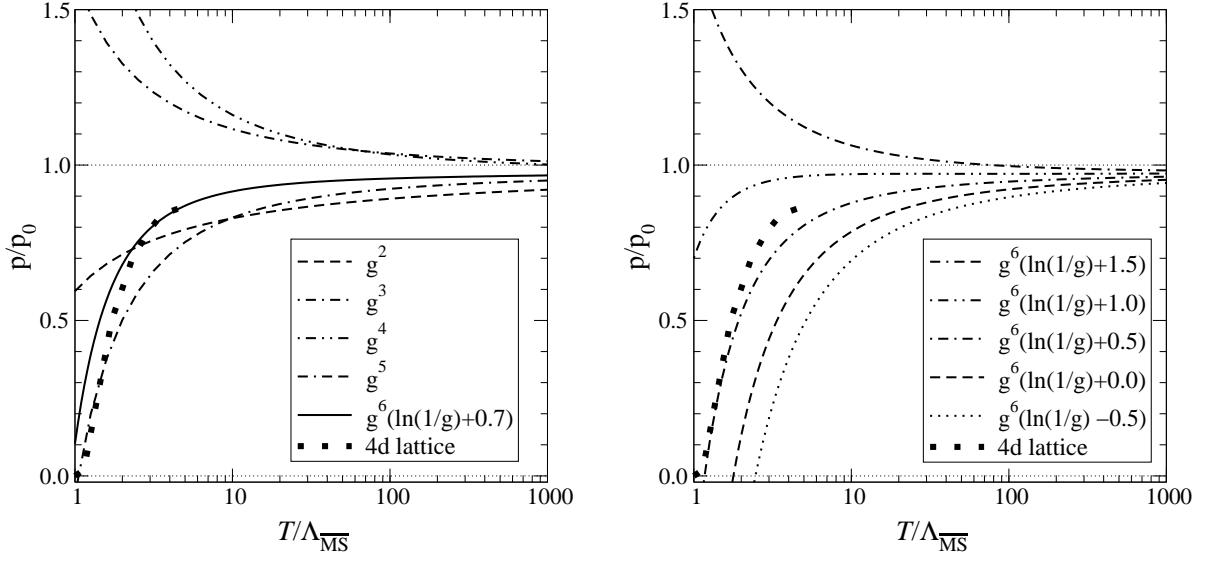 1.5
1.0
0.5
0.0
p/p₀
g²
g³
g⁴
g⁵
g⁶(ln(1/g)+0.7)
4d lattice
1 10 100 1000
T/Λ_M̅S̅
1.5
1.0
0.5
0.0
p/p₀
g⁶(ln(1/g)+1.5)
g⁶(ln(1/g)+1.0)
g⁶(ln(1/g)+0.5)
g⁶(ln(1/g)+0.0)
g⁶(ln(1/g) −0.5)
4d lattice
1 10 100 1000
T/Λ_M̅S̅